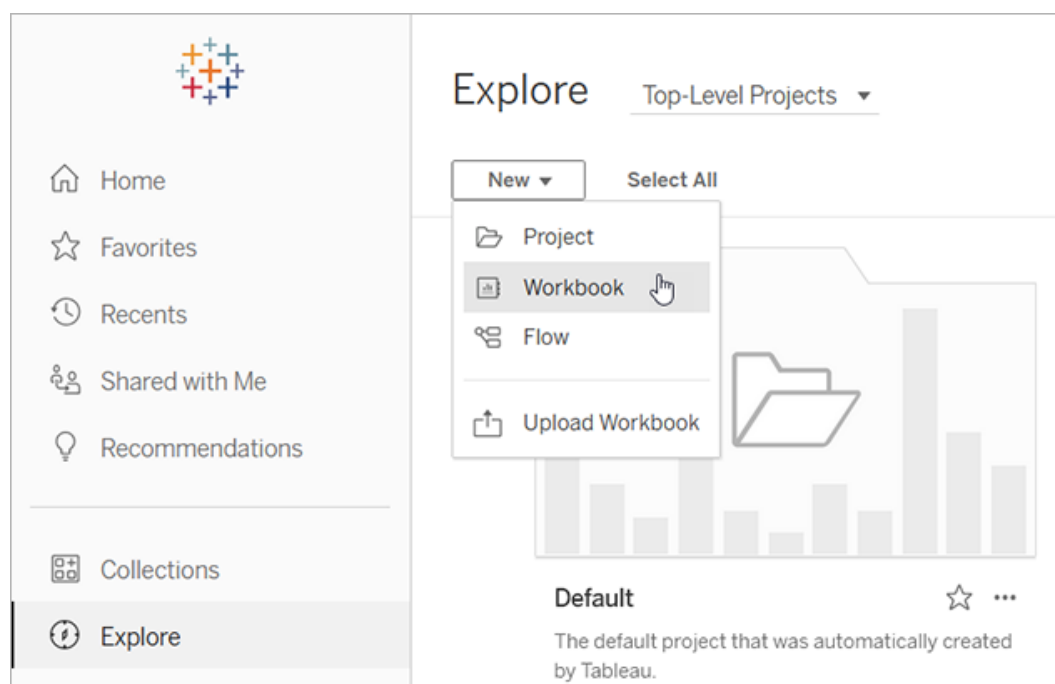 Home
Favorites
Recents
Shared with Me
Recommendations
Collections
Explore
Explore Top-Level Projects
New Select All
Project
Workbook
Flow
Upload Workbook
Default
The default project that was automatically created
by Tableau.